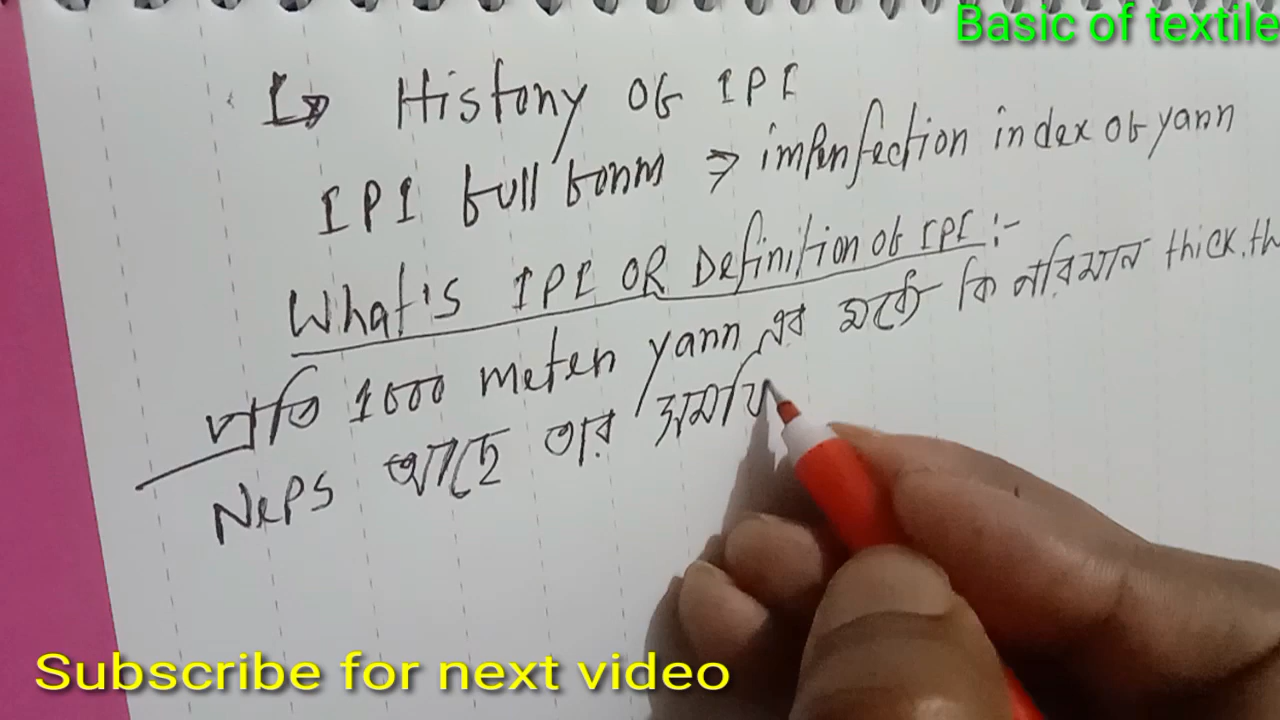 Basic of textile
History of IPI
IPI full form ⇒ imperfection index of yarn
What's IPI OR Definition of IPI :-
প্রতি 1000 meter yarn এর মধ্যে কি পরিমান thick, th
Neps আছে তার সমষ্টি
Subscribe for next video